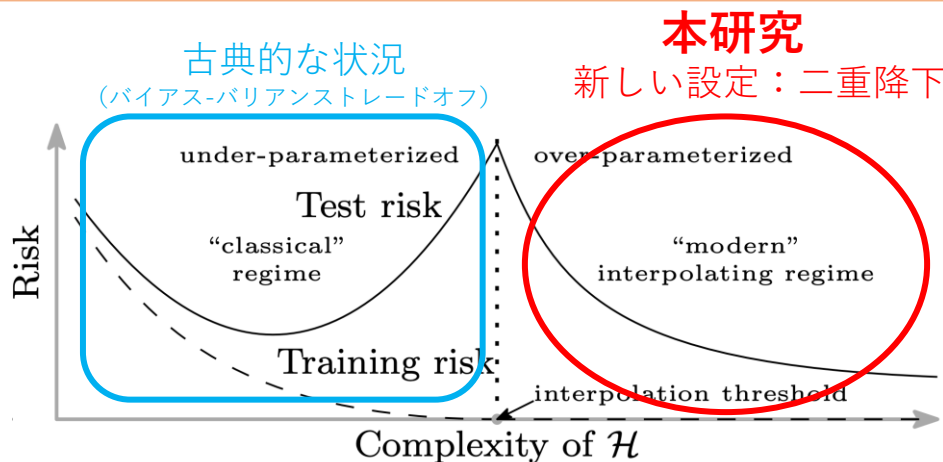 本研究
古典的な状況
新しい設定：二重降下
（バイアス-バリアンストレードオフ）
under-parameterized
over-parameterized
Test risk
“classical”
regime
“modern”
interpolating regime
Risk
Training risk
interpolation threshold
Complexity of ℋ